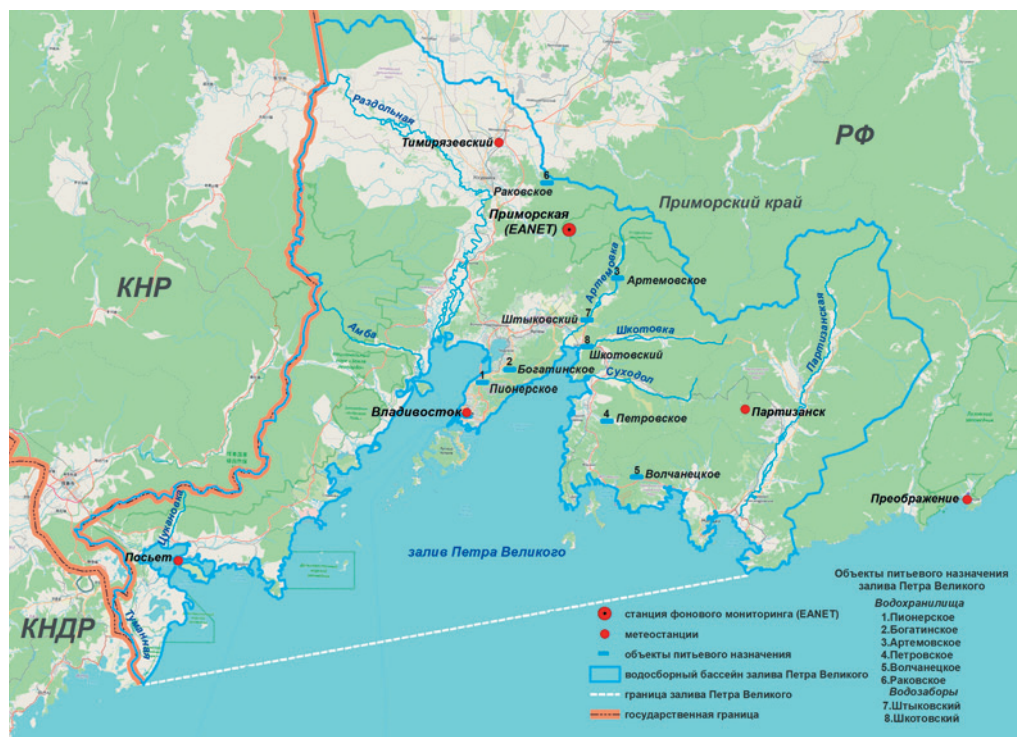 РФ
Раздольная
Тимирязевский
6
Раковское
Приморский край
Приморская
(EANET)
КНР
Артемовка
3
Артемовское
Партизанская
7
Штыковский
Шкотовка
Амба
8
Шкотовский
2
Богатинское
Суходол
1
Пионерское
Владивосток
4
Петровское
Партизанск
5
Волчанецкое
Преображение
Цукановка
Посьет
залив Петра Великого
КНДР
Туманная
станция фонового мониторинга (EANET)
метеостанции
объекты питьевого назначения
водосборный бассейн залива Петра Великого
граница залива Петра Великого
государственная граница
Объекты питьевого назначения
залива Петра Великого
Водохранилища
1.Пионерское
2.Богатинское
3.Артемовское
4.Петровское
5.Волчанецкое
6.Раковское
Водозаборы
7.Штыковский
8.Шкотовский